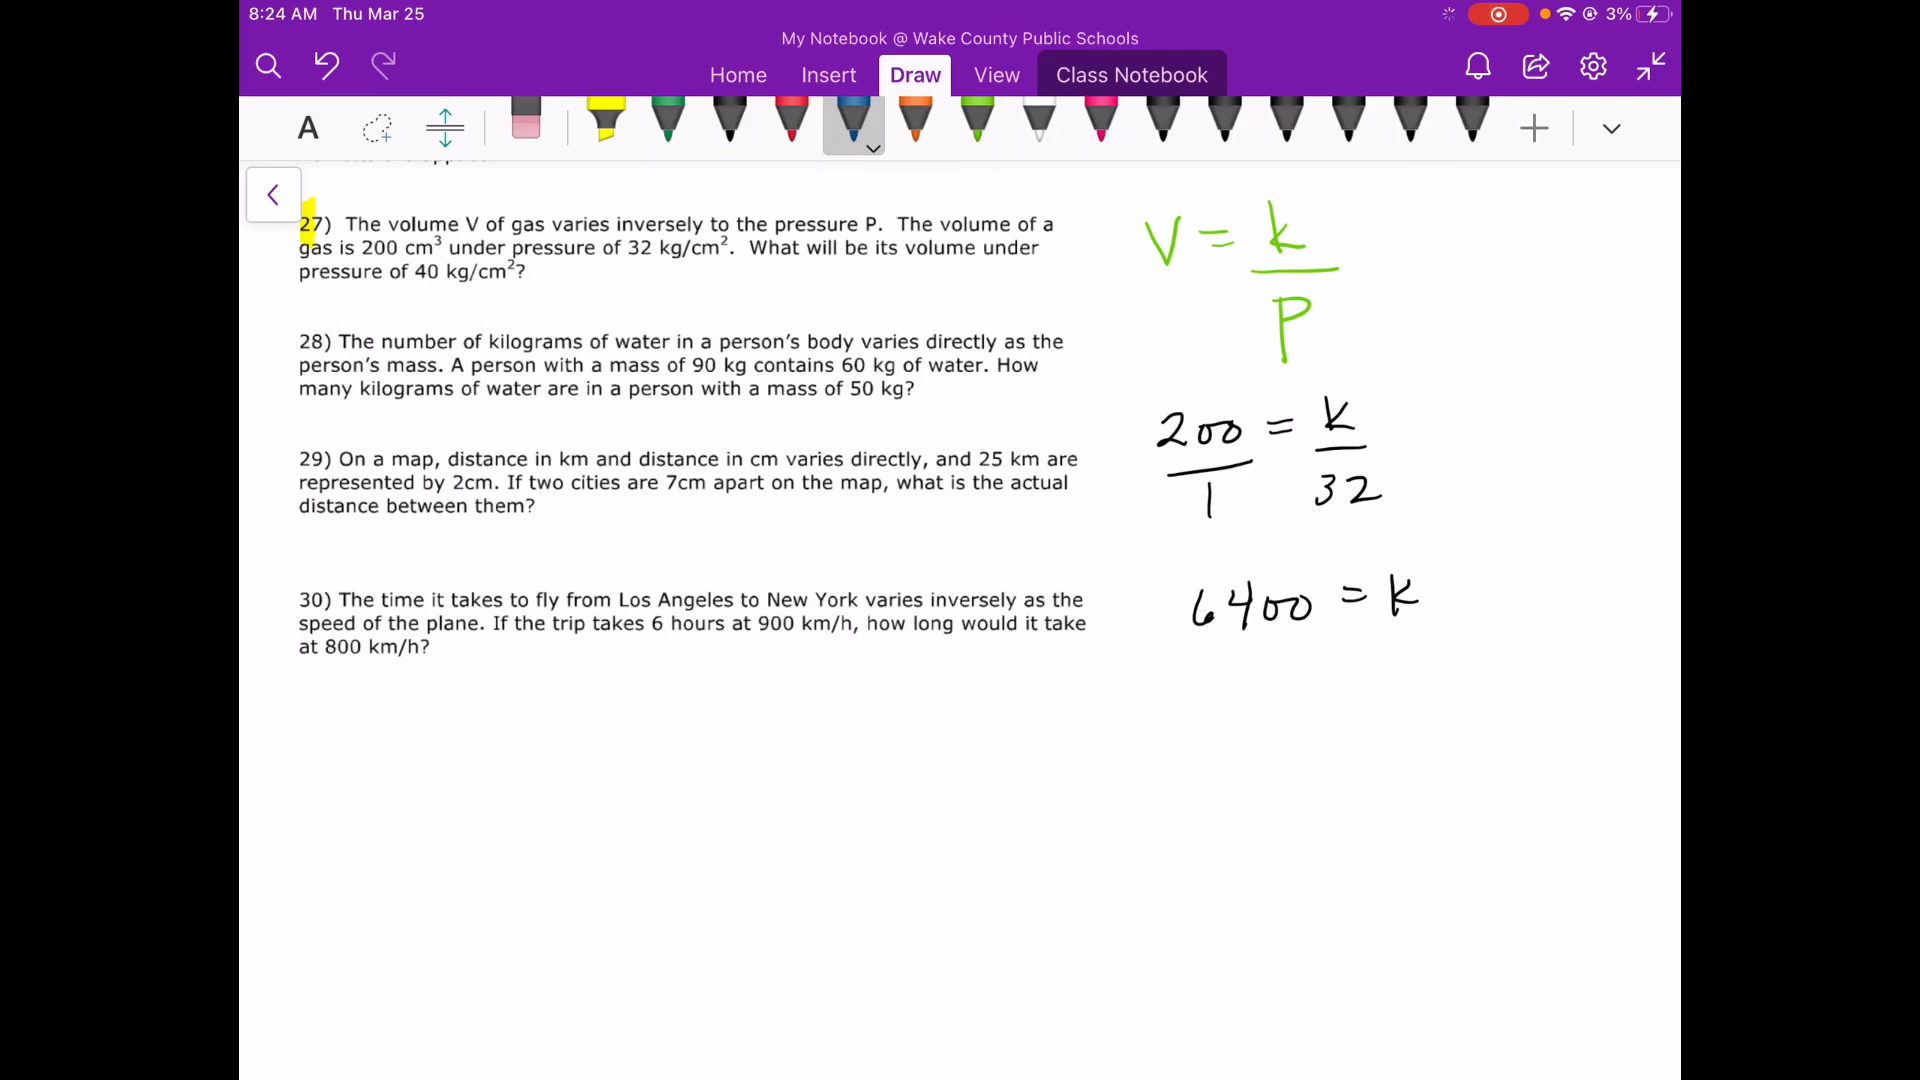 8:24 AM Thu Mar 25
3%
My Notebook @ Wake County Public Schools
Home Insert Draw View Class Notebook
A
27) The volume V of gas varies inversely to the pressure P. The volume of a
gas is 200 cm³ under pressure of 32 kg/cm². What will be its volume under
pressure of 40 kg/cm²?
28) The number of kilograms of water in a person's body varies directly as the
person's mass. A person with a mass of 90 kg contains 60 kg of water. How
many kilograms of water are in a person with a mass of 50 kg?
29) On a map, distance in km and distance in cm varies directly, and 25 km are
represented by 2cm. If two cities are 7cm apart on the map, what is the actual
distance between them?
30) The time it takes to fly from Los Angeles to New York varies inversely as the
speed of the plane. If the trip takes 6 hours at 900 km/h, how long would it take
at 800 km/h?
V = k
P
200 = k
1 32
6400 = k